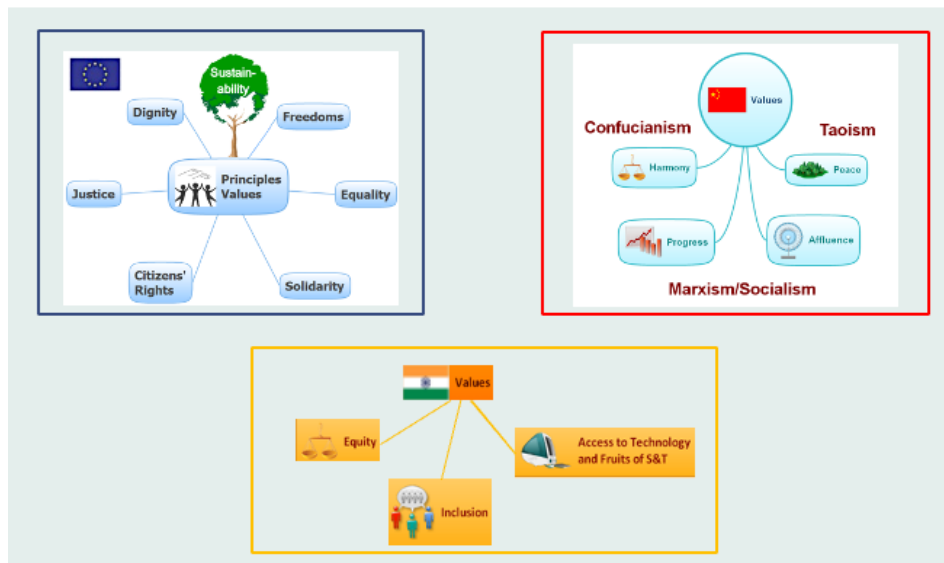 Sustain-
ability
Dignity
Freedoms
Justice
Principles
Values
Equality
Citizens'
Rights
Solidarity
Values
Confucianism
Taoism
Harmony
Peace
Progress
Affluence
Marxism/Socialism
Values
Equity
Access to Technology
and Fruits of S&T
Inclusion